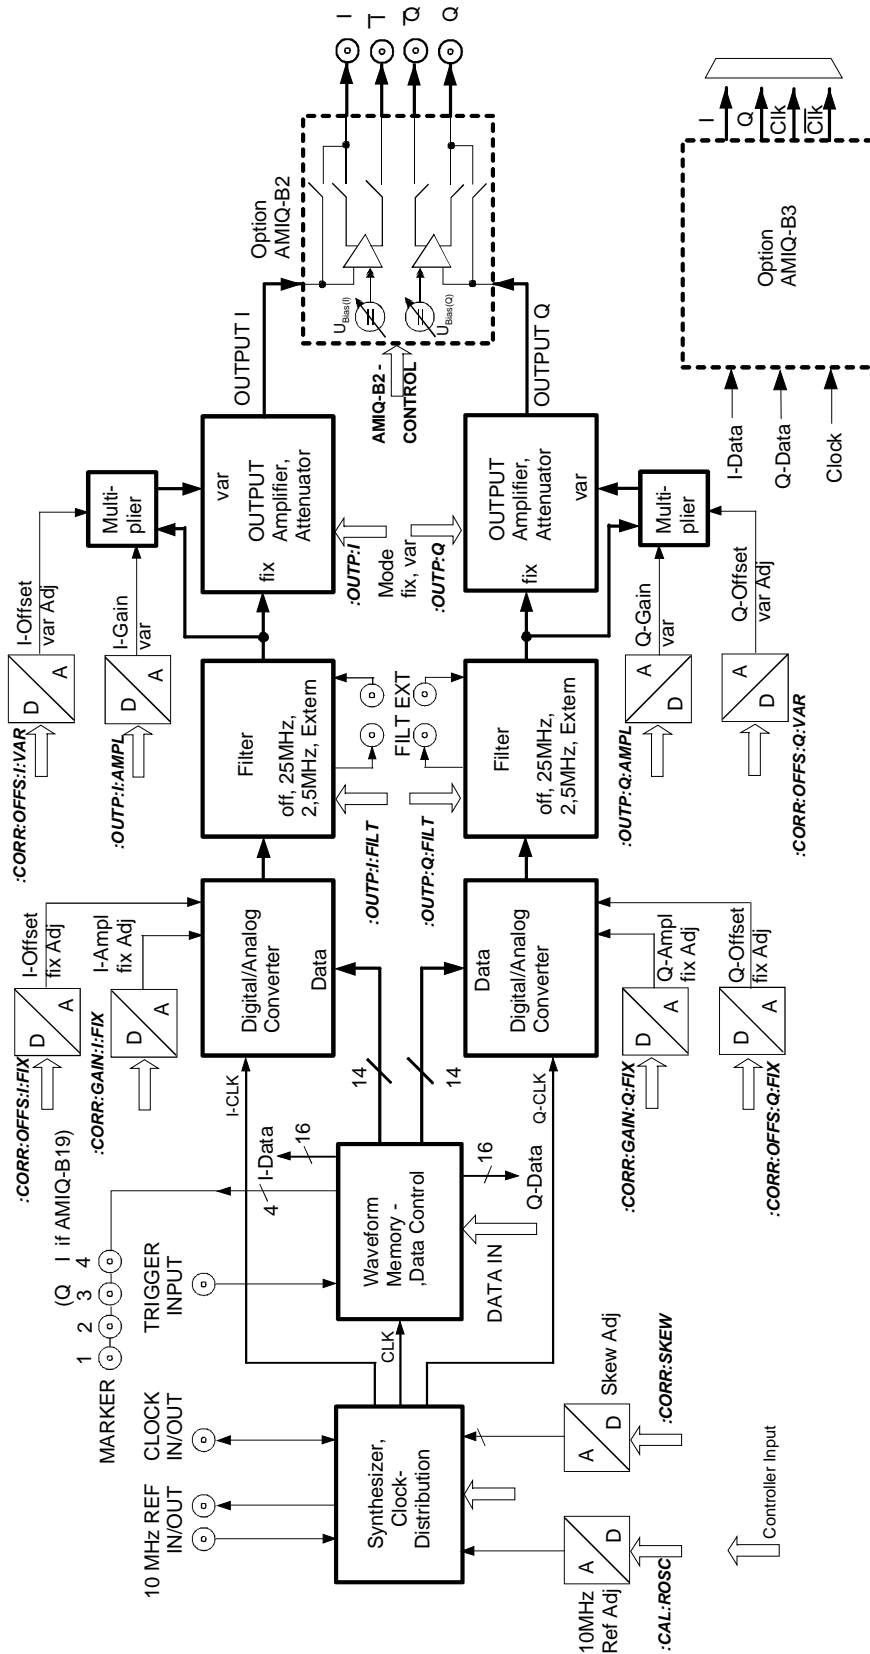 10 MHz REF
IN/OUT
CLOCK
IN/OUT
MARKER
1 2 3 4
(Q I if AMIQ-B19)
TRIGGER
INPUT
Synthesizer,
Clock-
Distribution
10MHz
Ref Adj
A
D
:CAL:ROSC
Skew Adj
A
D
:CORR:SKEW
Controller Input
CLK
Waveform
Memory -
,Data Control
DATA IN
4
I-Data
16
16
Q-Data
14
14
I-CLK
Q-CLK
:CORR:OFFS:I:FIX
D
A
I-Offset
fix Adj
:CORR:GAIN:I:FIX
D
A
I-Ampl
fix Adj
Digital/Analog
Converter
Data
Data
Digital/Analog
Converter
:CORR:GAIN:Q:FIX
D
A
Q-Ampl
fix Adj
:CORR:OFFS:Q:FIX
D
A
Q-Offset
fix Adj
:CORR:OFFS:I:VAR
D
A
I-Offset
var Adj
:OUTP:I:AMPL
D
A
I-Gain
var
Filter
off, 25MHz,
2,5MHz, Extern
:OUTP:I:FILT
FILT EXT
:OUTP:Q:FILT
Filter
off, 25MHz,
2,5MHz, Extern
:OUTP:Q:AMPL
D
A
Q-Gain
var
:CORR:OFFS:Q:VAR
D
A
Q-Offset
var Adj
Multi-
plier
var
fix
OUTPUT
Amplifier,
Attenuator
:OUTP:I
Mode
fix, var
:OUTP:Q
OUTPUT
Amplifier,
Attenuator
fix
var
Multi-
plier
OUTPUT I
OUTPUT Q
AMIQ-B2 -
CONTROL
Option
AMIQ-B2
UBias(I)
UBias(Q)
I
I
Q
Q
I-Data
Q-Data
Clock
Option
AMIQ-B3
I
Q
Clk
Clk